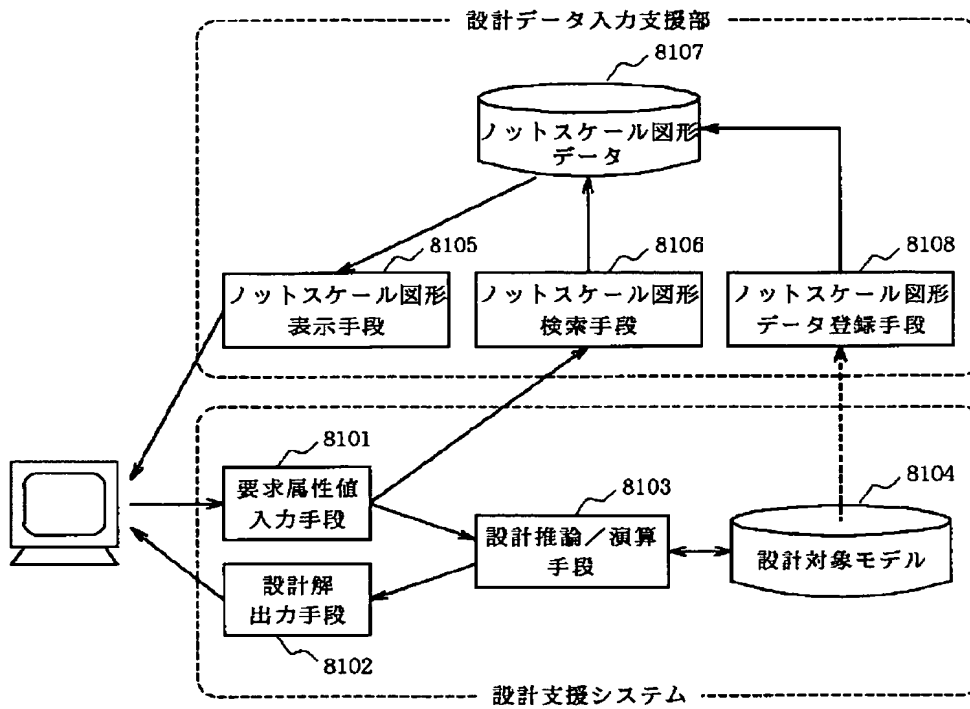 設計データ入力支援部
8107
ノットスケール図形
データ
8105
8106
8108
ノットスケール図形
表示手段
ノットスケール図形
検索手段
ノットスケール図形
データ登録手段
8101
要求属性値
入力手段
8103
設計推論／演算
手段
8104
設計対象モデル
設計解
出力手段
8102
設計支援システム